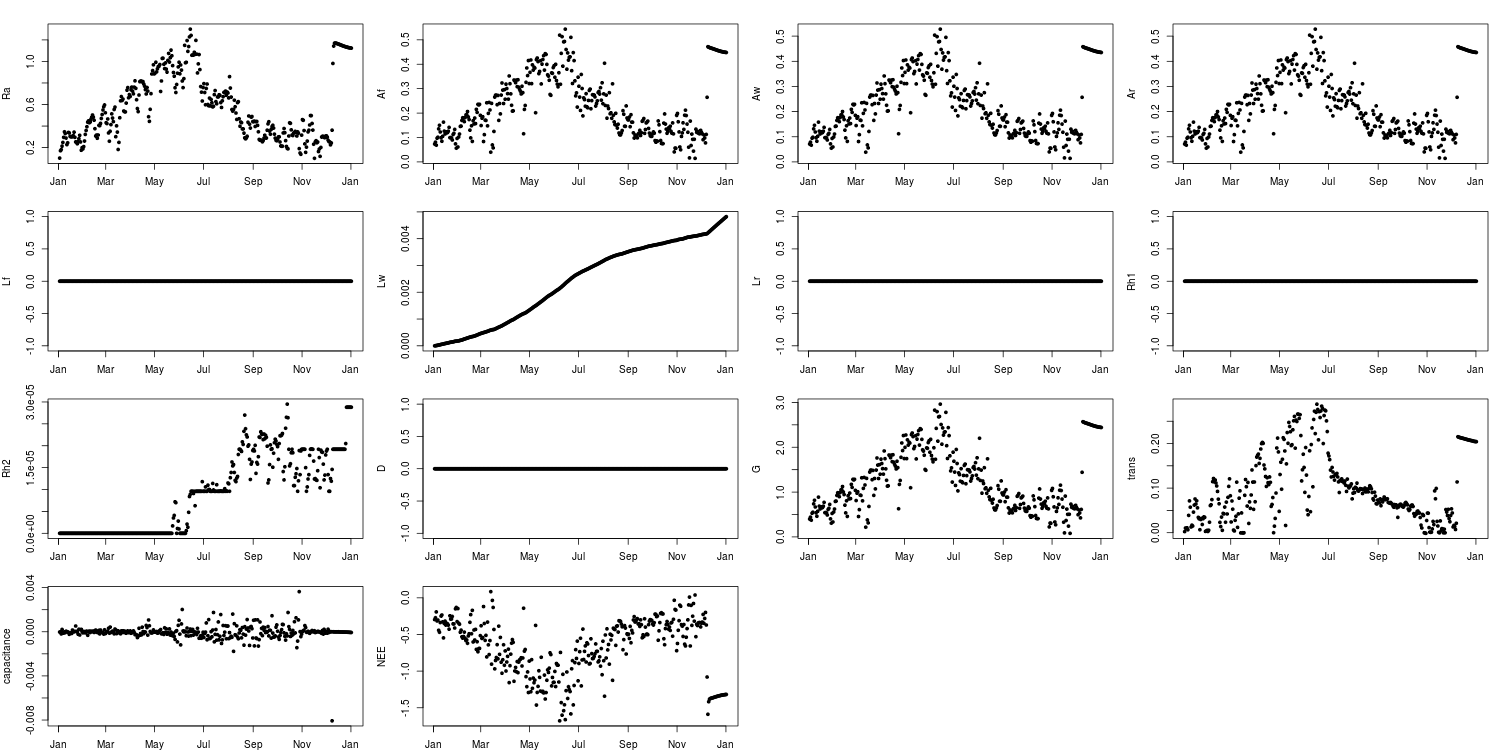 Ra
0.2 0.6 1.0
Jan Mar May Jul Sep Nov Jan
Af
0.0 0.1 0.2 0.3 0.4 0.5
Jan Mar May Jul Sep Nov Jan
Aw
0.0 0.1 0.2 0.3 0.4 0.5
Jan Mar May Jul Sep Nov Jan
Ar
0.0 0.1 0.2 0.3 0.4 0.5
Jan Mar May Jul Sep Nov Jan
Lf
-1.0 -0.5 0.0 0.5 1.0
Jan Mar May Jul Sep Nov Jan
Lw
0.000 0.002 0.004
Jan Mar May Jul Sep Nov Jan
Lr
-1.0 -0.5 0.0 0.5 1.0
Jan Mar May Jul Sep Nov Jan
Rh1
-1.0 -0.5 0.0 0.5 1.0
Jan Mar May Jul Sep Nov Jan
Rh2
0.0e+00 1.5e-05 3.0e-05
Jan Mar May Jul Sep Nov Jan
D
-1.0 -0.5 0.0 0.5 1.0
Jan Mar May Jul Sep Nov Jan
G
0.0 1.0 2.0 3.0
Jan Mar May Jul Sep Nov Jan
trans
0.00 0.10 0.20
Jan Mar May Jul Sep Nov Jan
capacitance
-0.008 -0.004 0.000 0.004
Jan Mar May Jul Sep Nov Jan
NEE
-1.5 -1.0 -0.5 0.0
Jan Mar May Jul Sep Nov Jan